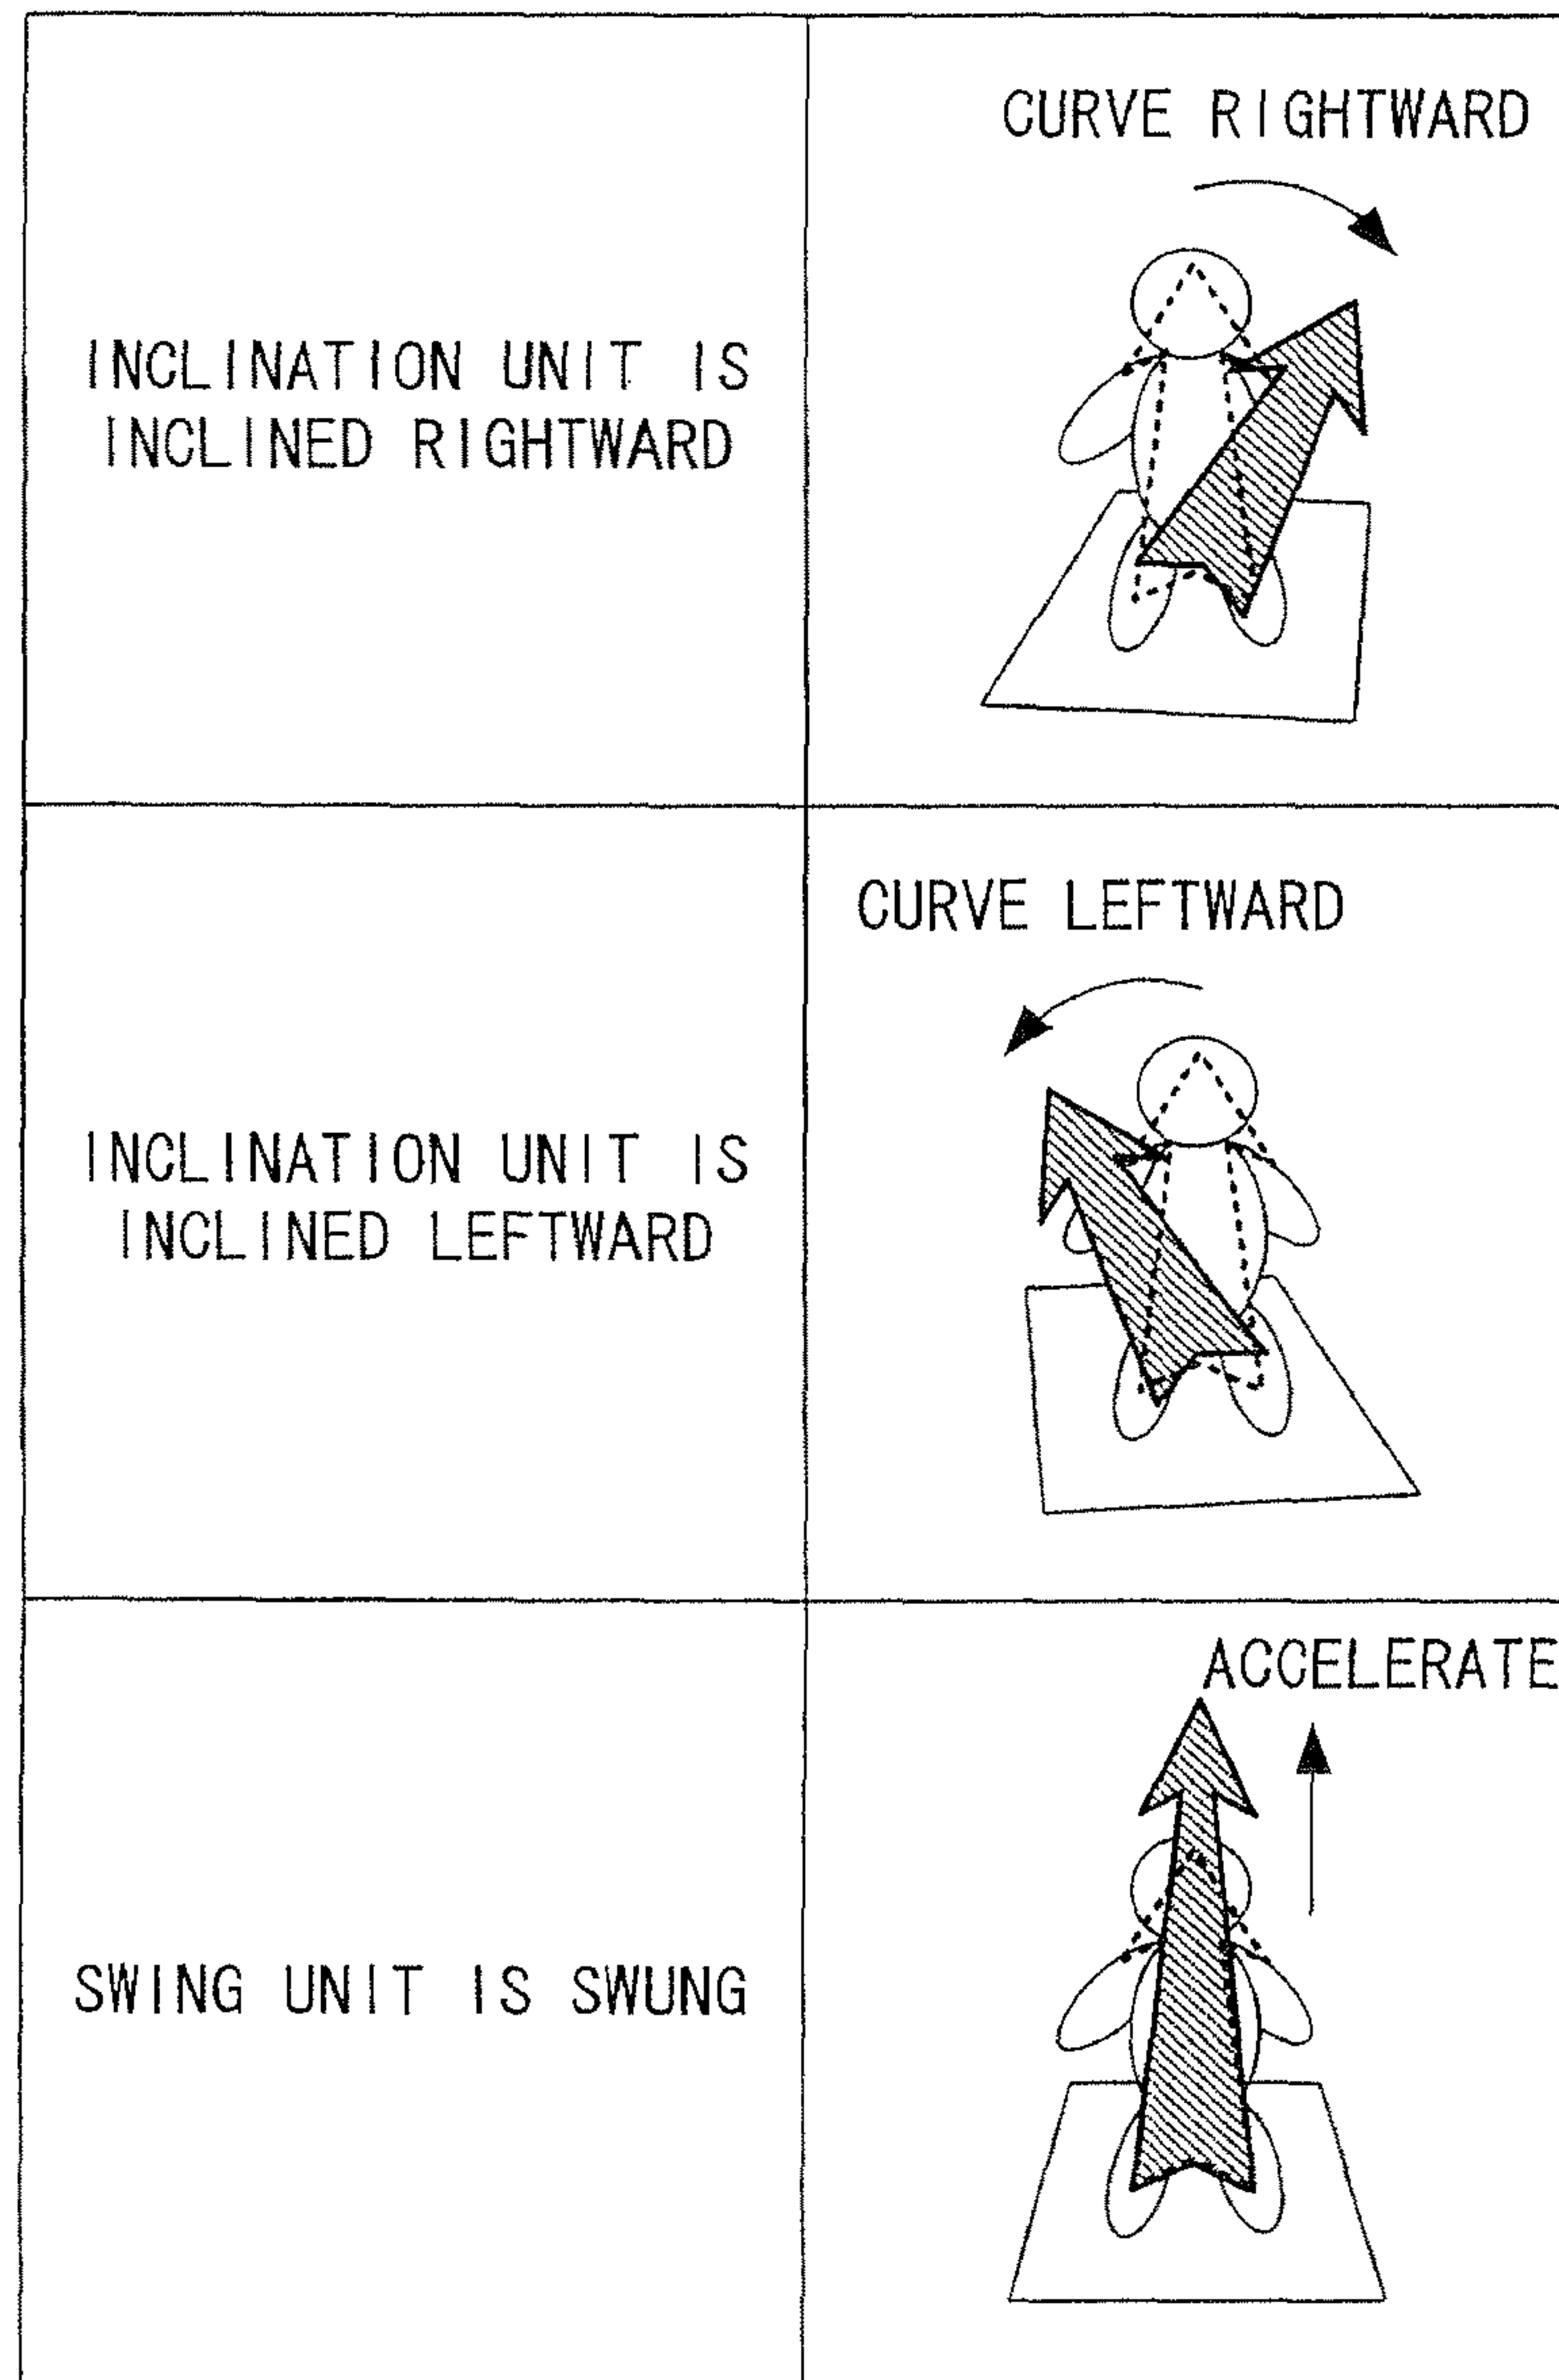 CURVE RIGHTWARD
INCLINATION UNIT IS
INCLINED RIGHTWARD
CURVE LEFTWARD
INCLINATION UNIT IS
INCLINED LEFTWARD
ACCELERATE
SWING UNIT IS SWUNG